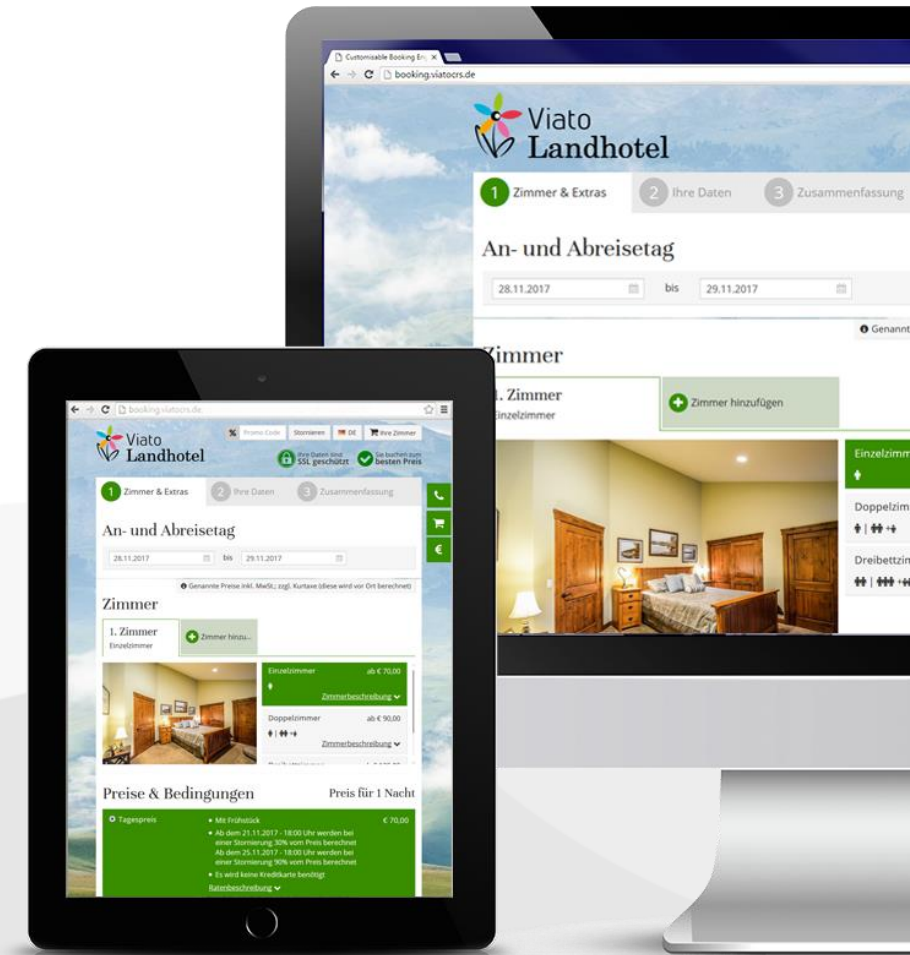 Customisable Booking En
booking.viatocrs.de
Viato
Landhotel
1 Zimmer & Extras 2 Ihre Daten 3 Zusammenfassung
An- und Abreisetag
28.11.2017 bis 29.11.2017
Genannt
Zimmer
1. Zimmer
Einzelzimmer
Zimmer hinzufügen
Einzelzimm
Doppelzim
Dreibettzin
booking.viatocrs.de
Viato
Landhotel
% Promo Code Stornieren DE Ihre Zimmer
Ihre Daten sind
SSL geschützt
Sie buchen zum
besten Preis
1 Zimmer & Extras 2 Ihre Daten 3 Zusammenfassung
An- und Abreisetag
28.11.2017 bis 29.11.2017
€
Genannte Preise inkl. MwSt.; zzgl. Kurtaxe (diese wird vor Ort berechnet)
Zimmer
1. Zimmer
Einzelzimmer
Zimmer hinzu...
Einzelzimmer ab € 70,00
Zimmerbeschreibung
Doppelzimmer ab € 90,00
Zimmerbeschreibung
Preise & Bedingungen Preis für 1 Nacht
Tagespreis
Mit Frühstück € 70,00
Ab dem 21.11.2017 - 18:00 Uhr werden bei
einer Stornierung 30% vom Preis berechnet
Ab dem 25.11.2017 - 18:00 Uhr werden bei
einer Stornierung 90% vom Preis berechnet
Es wird keine Kreditkarte benötigt
Ratenbeschreibung